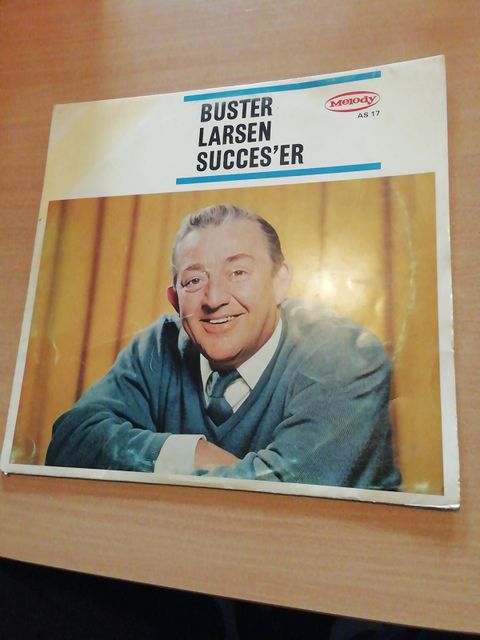 BUSTER
LARSEN
SUCCES'ER
Melody
AS 17